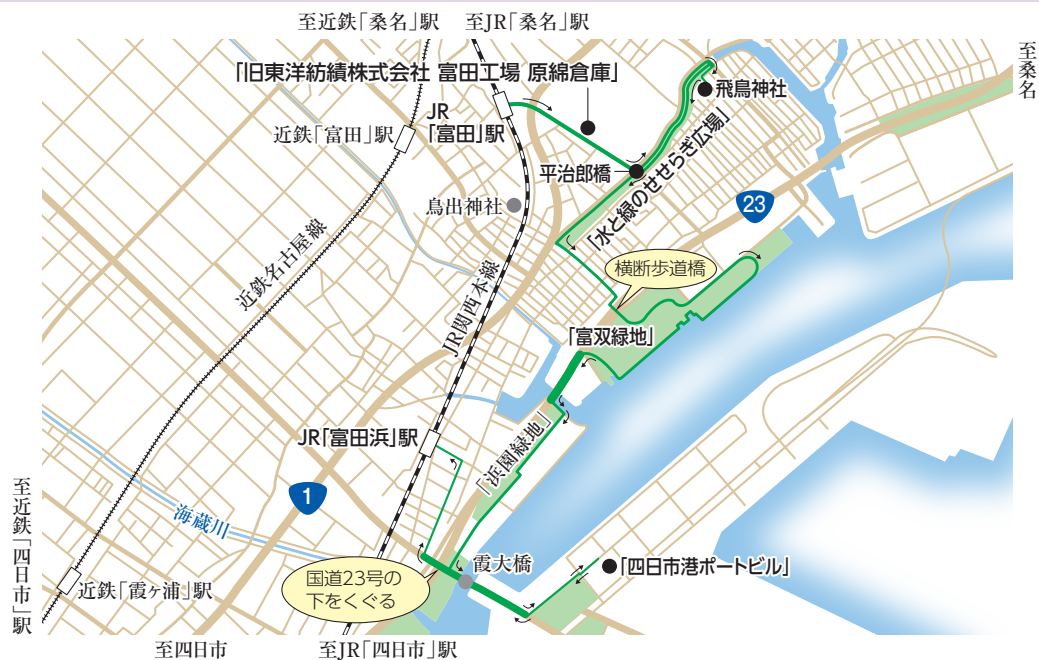 至近鉄「桑名」駅
至JR「桑名」駅
至桑名
「旧東洋紡績株式会社 富田工場 原綿倉庫」
飛鳥神社
JR
「富田」駅
近鉄「富田」駅
平治郎橋
「水と緑のせせらぎ広場」
鳥出神社
23
近鉄名古屋線
横断歩道橋
JR関西本線
「富双緑地」
JR「富田浜」駅
「浜園緑地」
1
至近鉄「四日市」駅
海蔵川
霞大橋
「四日市港ポートビル」
国道23号の
下をくぐる
近鉄「霞ヶ浦」駅
至四日市
至JR「四日市」駅